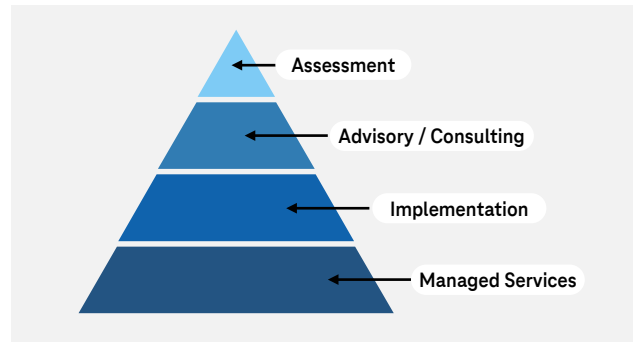 Assessment
Advisory / Consulting
Implementation
Managed Services